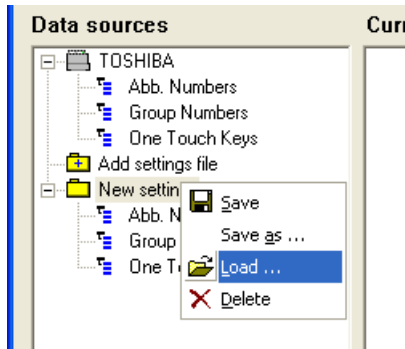 Data sources
Curr
TOSHIBA
Abb. Numbers
Group Numbers
One Touch Keys
Add settings file
New settin
Abb. N
Group
One T
Save
Save as ...
Load ...
Delete